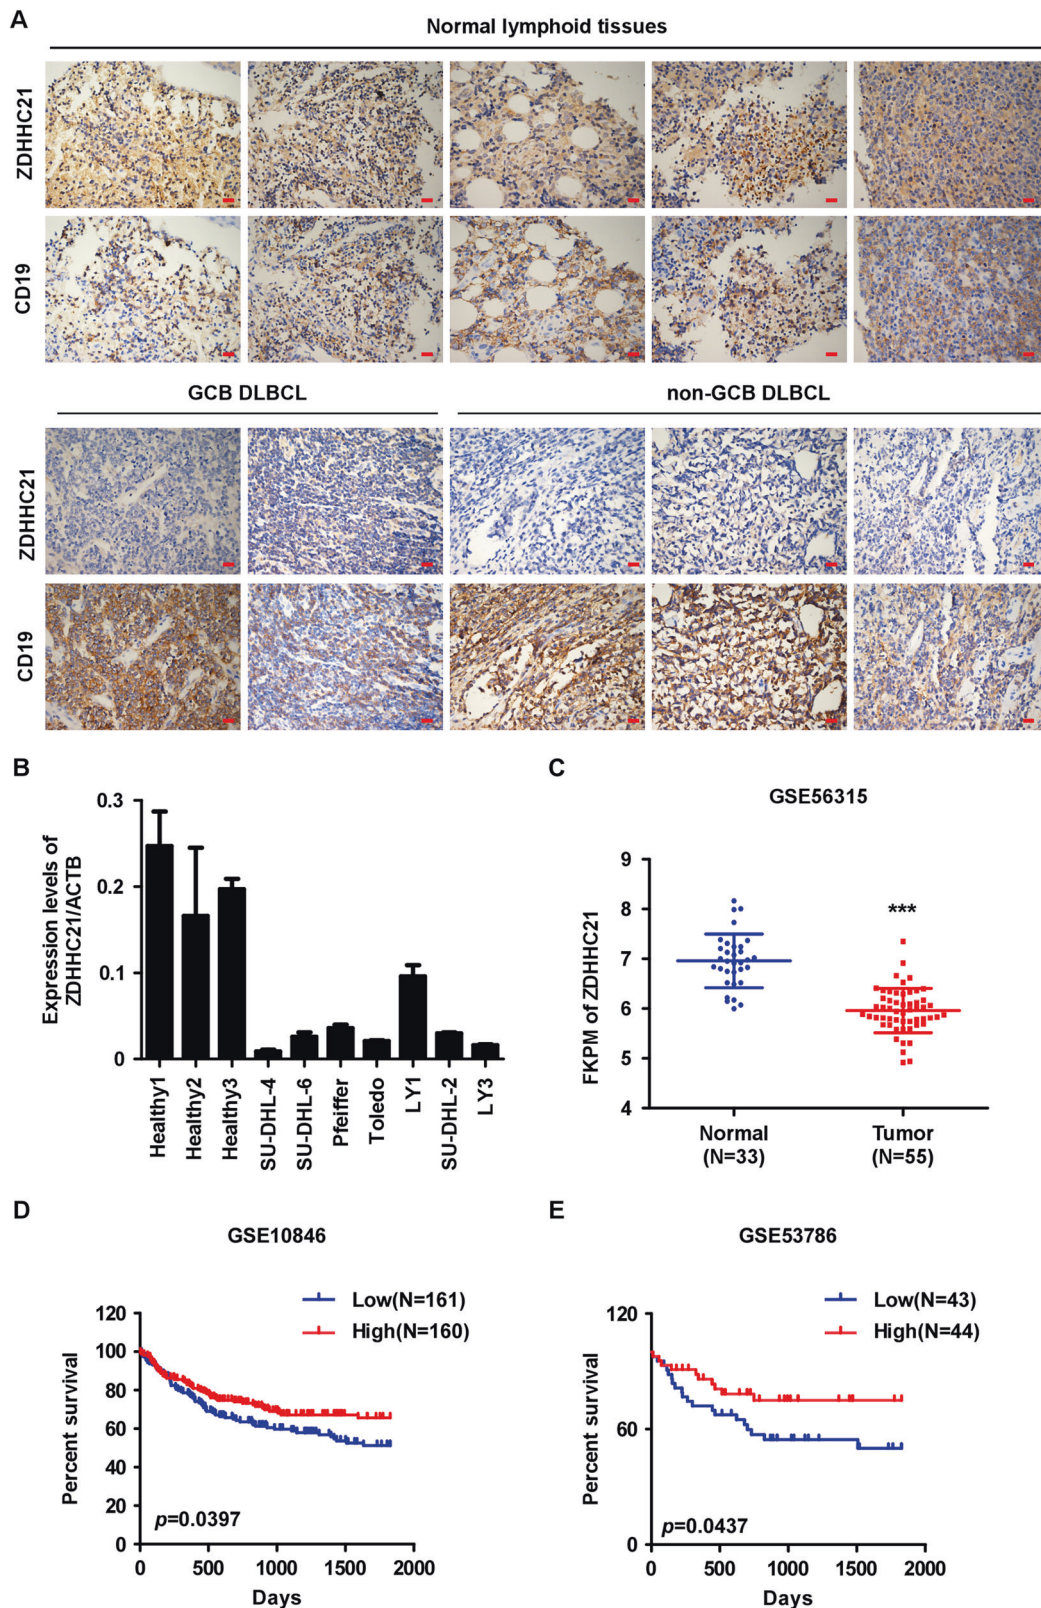 A
Normal lymphoid tissues
ZDHHC21
CD19
GCB DLBCL
non-GCB DLBCL
ZDHHC21
CD19
B
Expression levels of
ZDHHC21/ACTB
0.3
0.2
0.1
0
Healthy1
Healthy2
Healthy3
SU-DHL-4
SU-DHL-6
Pfeiffer
Toledo
LY1
SU-DHL-2
LY3
C
GSE56315
FKPM of ZDHHC21
9
8
7
6
5
4
***
Normal
(N=33)
Tumor
(N=55)
D
GSE10846
Low(N=161)
High(N=160)
Percent survival
120
100
80
60
40
20
0
p=0.0397
0
500
1000
1500
2000
Days
E
GSE53786
Low(N=43)
High(N=44)
Percent survival
120
60
0
p=0.0437
0
500
1000
1500
2000
Days